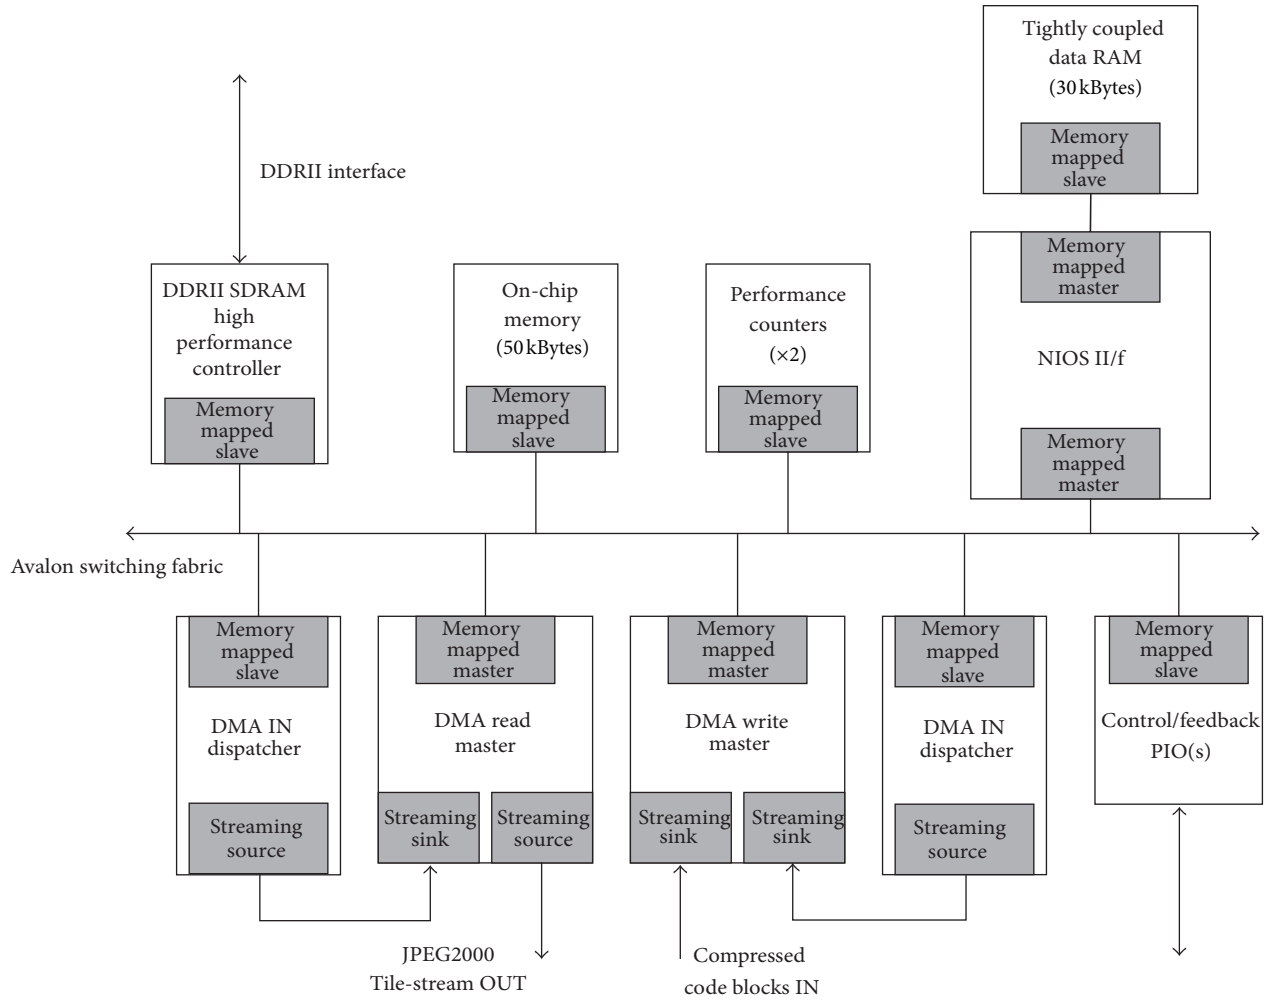 Tightly coupled
data RAM
(30 kBytes)
Memory
mapped
slave
DDRII interface
Memory
mapped
master
NIOS II/f
Memory
mapped
master
DDRII SDRAM
high
performance
controller
Memory
mapped
slave
On-chip
memory
(50 kBytes)
Memory
mapped
slave
Performance
counters
(×2)
Memory
mapped
slave
Avalon switching fabric
Memory
mapped
slave
DMA IN
dispatcher
Streaming
source
Memory
mapped
master
DMA read
master
Streaming
sink
Streaming
source
Memory
mapped
master
DMA write
master
Streaming
sink
Streaming
sink
Memory
mapped
slave
DMA IN
dispatcher
Streaming
source
Memory
mapped
slave
Control/feedback
PIO(s)
JPEG2000
Tile-stream OUT
Compressed
code blocks IN